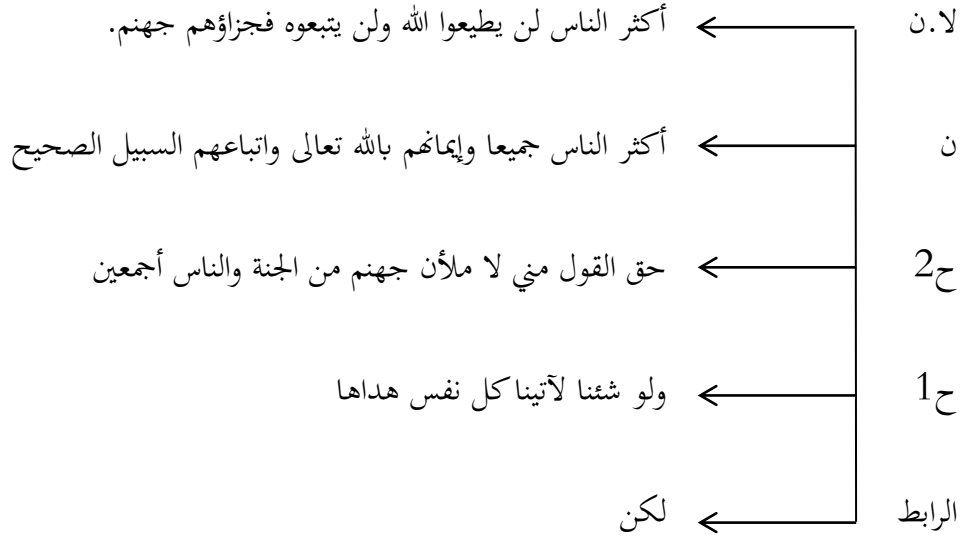 لا.ن أكثر الناس لن يطيعوا الله ولن يتبعوه فجزاؤهم جهنم.
ن أكثر الناس جميعا وإيمانهم بالله تعالى واتباعهم السبيل الصحيح
ح2 حق القول مني لا ملأن جهنم من الجنة والناس أجمعين
ح1 ولو شئنا لآتينا كل نفس هداها
الرابط لكن